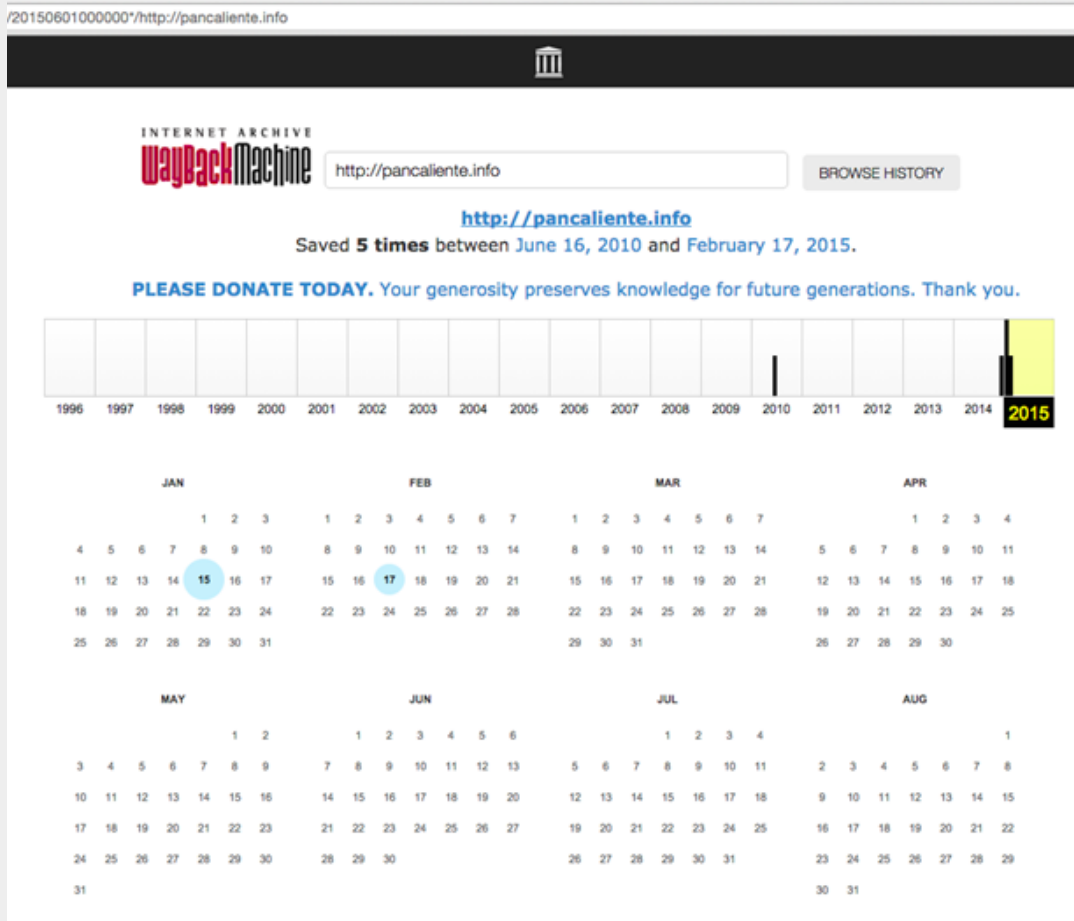 /20150601000000*/http://pancaliente.info
INTERNET ARCHIVE
WayBackMachine
http://pancaliente.info
BROWSE HISTORY
http://pancaliente.info
Saved 5 times between June 16, 2010 and February 17, 2015.
PLEASE DONATE TODAY. Your generosity preserves knowledge for future generations. Thank you.
1996 1997 1998 1999 2000 2001 2002 2003 2004 2005 2006 2007 2008 2009 2010 2011 2012 2013 2014 2015
JAN FEB MAR APR
1 2 3 1 2 3 4 5 6 7 1 2 3 4 5 6 7 1 2 3 4
4 5 6 7 8 9 10 8 9 10 11 12 13 14 8 9 10 11 12 13 14 5 6 7 8 9 10 11
11 12 13 14 15 16 17 15 16 17 18 19 20 21 15 16 17 18 19 20 21 12 13 14 15 16 17 18
18 19 20 21 22 23 24 22 23 24 25 26 27 28 22 23 24 25 26 27 28 19 20 21 22 23 24 25
25 26 27 28 29 30 31 29 30 31 26 27 28 29 30
MAY JUN JUL AUG
1 2 1 2 3 4 5 6 1 2 3 4 1
3 4 5 6 7 8 9 7 8 9 10 11 12 13 5 6 7 8 9 10 11 2 3 4 5 6 7 8
10 11 12 13 14 15 16 14 15 16 17 18 19 20 12 13 14 15 16 17 18 9 10 11 12 13 14 15
17 18 19 20 21 22 23 21 22 23 24 25 26 27 19 20 21 22 23 24 25 16 17 18 19 20 21 22
24 25 26 27 28 29 30 28 29 30 26 27 28 29 30 31 23 24 25 26 27 28 29
31 30 31